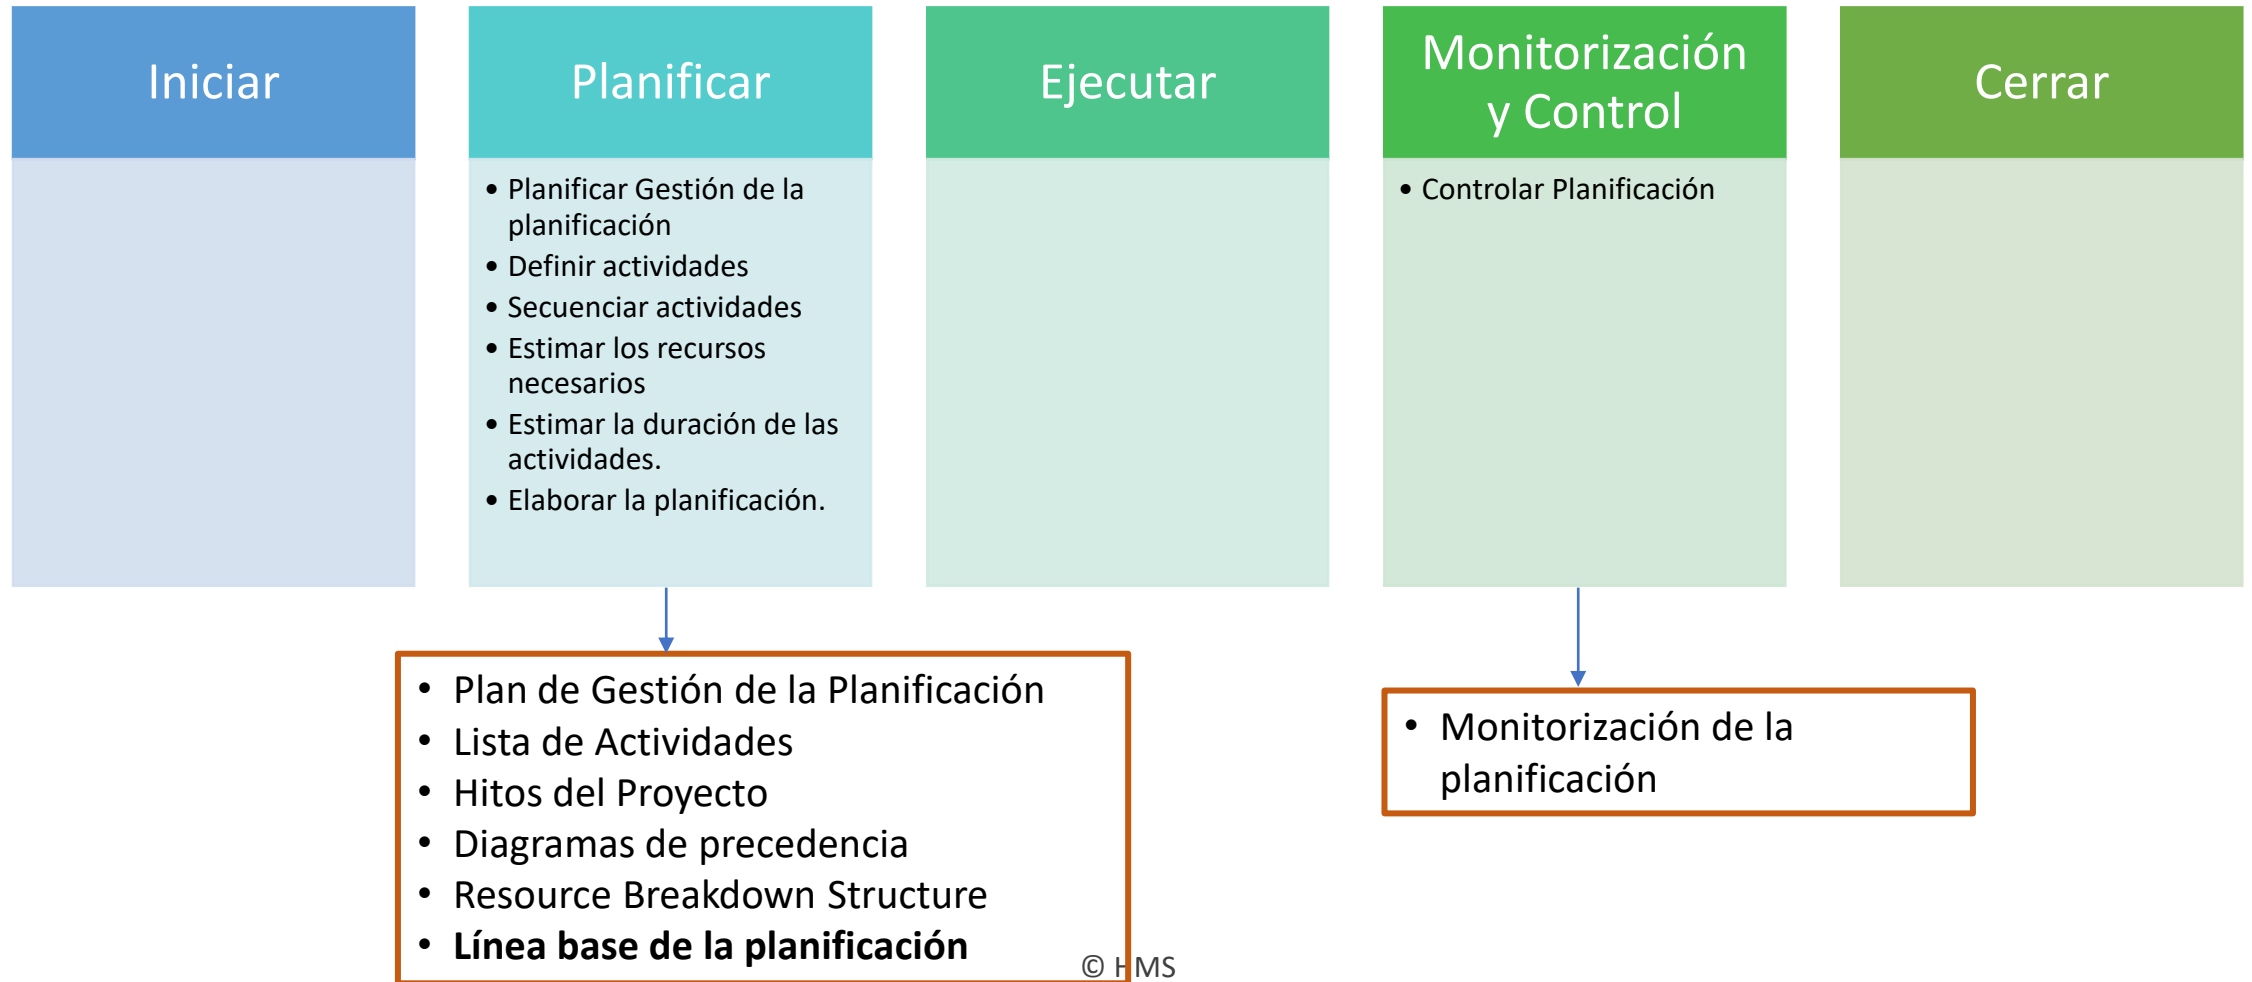 Iniciar
Planificar
• Planificar Gestión de la
planificación
• Definir actividades
• Secuenciar actividades
• Estimar los recursos
necesarios
• Estimar la duración de las
actividades.
• Elaborar la planificación.
Ejecutar
Monitorización
y Control
• Controlar Planificación
Cerrar
• Plan de Gestión de la Planificación
• Lista de Actividades
• Hitos del Proyecto
• Diagramas de precedencia
• Resource Breakdown Structure
• Línea base de la planificación
• Monitorización de la
planificación
© HMS